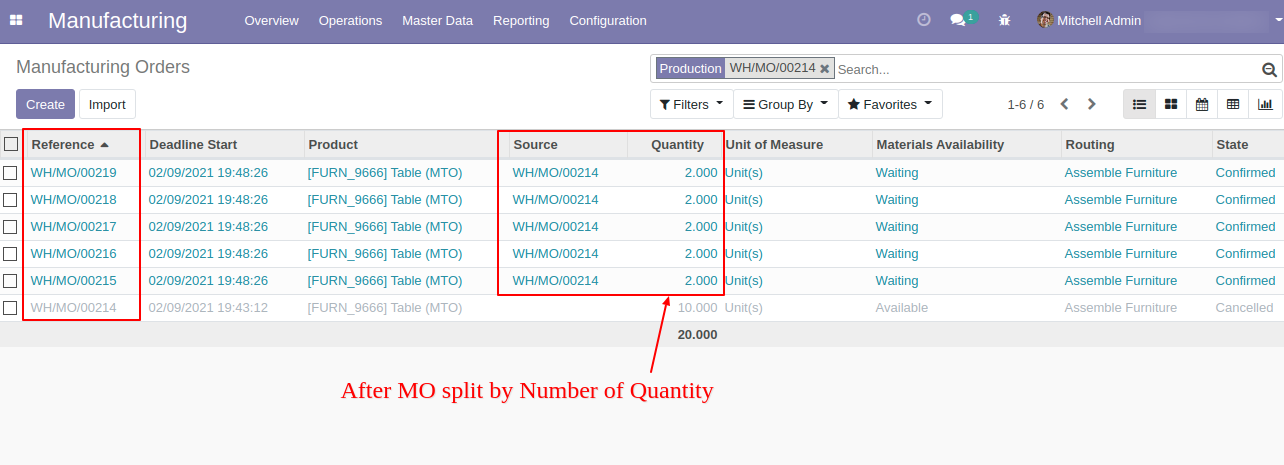 Manufacturing Overview Operations Master Data Reporting Configuration 1 Mitchell Admin
Manufacturing Orders Production WH/MO/00214 Search...
Create Import Filters Group By Favorites 1-6 / 6
Reference Deadline Start Product Source Quantity Unit of Measure Materials Availability Routing State
WH/MO/00219 02/09/2021 19:48:26 [FURN_9666] Table (MTO) WH/MO/00214 2.000 Unit(s) Waiting Assemble Furniture Confirmed
WH/MO/00218 02/09/2021 19:48:26 [FURN_9666] Table (MTO) WH/MO/00214 2.000 Unit(s) Waiting Assemble Furniture Confirmed
WH/MO/00217 02/09/2021 19:48:26 [FURN_9666] Table (MTO) WH/MO/00214 2.000 Unit(s) Waiting Assemble Furniture Confirmed
WH/MO/00216 02/09/2021 19:48:26 [FURN_9666] Table (MTO) WH/MO/00214 2.000 Unit(s) Waiting Assemble Furniture Confirmed
WH/MO/00215 02/09/2021 19:48:26 [FURN_9666] Table (MTO) WH/MO/00214 2.000 Unit(s) Waiting Assemble Furniture Confirmed
WH/MO/00214 02/09/2021 19:43:12 [FURN_9666] Table (MTO) 10.000 Unit(s) Available Assemble Furniture Cancelled
20.000
After MO split by Number of Quantity